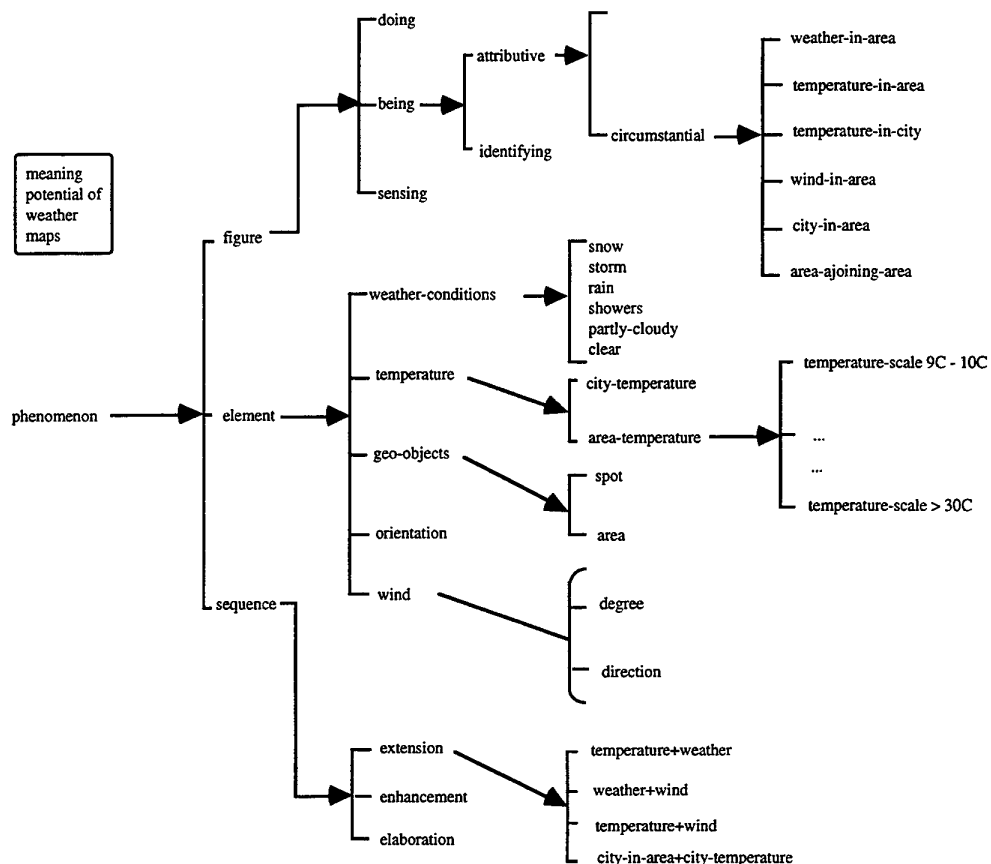 doing
weather-in-area
attributive
temperature-in-area
being
circumstantial
temperature-in-city
identifying
meaning
potential of
weather
maps
wind-in-area
sensing
city-in-area
figure
snow
area-ajoining-area
storm
weather-conditions
rain
showers
partly-cloudy
clear
temperature-scale 9C - 10C
temperature
city-temperature
phenomenon
element
area-temperature
...
geo-objects
...
spot
temperature-scale > 30C
orientation
area
wind
degree
sequence
direction
extension
temperature+weather
weather+wind
enhancement
temperature+wind
elaboration
city-in-area+city-temperature